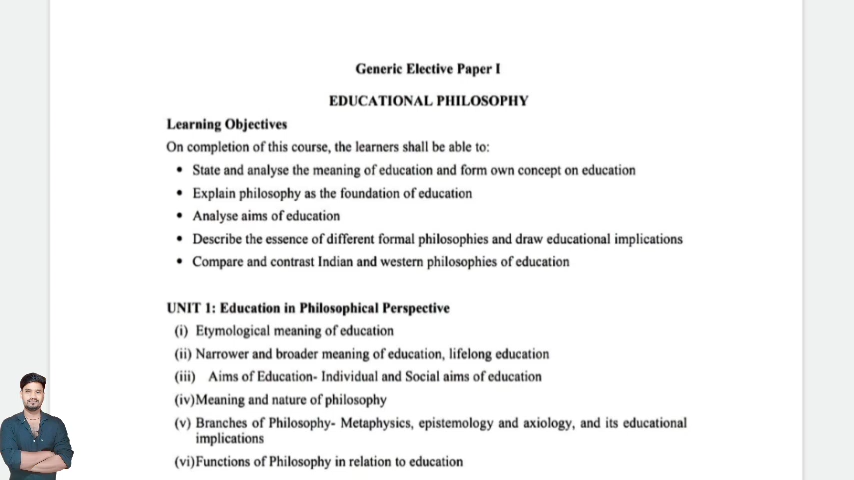 Generic Elective Paper I
EDUCATIONAL PHILOSOPHY
Learning Objectives
On completion of this course, the learners shall be able to:
• State and analyse the meaning of education and form own concept on education
• Explain philosophy as the foundation of education
• Analyse aims of education
• Describe the essence of different formal philosophies and draw educational implications
• Compare and contrast Indian and western philosophies of education
UNIT 1: Education in Philosophical Perspective
(i) Etymological meaning of education
(ii) Narrower and broader meaning of education, lifelong education
(iii) Aims of Education- Individual and Social aims of education
(iv)Meaning and nature of philosophy
(v) Branches of Philosophy- Metaphysics, epistemology and axiology, and its educational
implications
(vi)Functions of Philosophy in relation to education